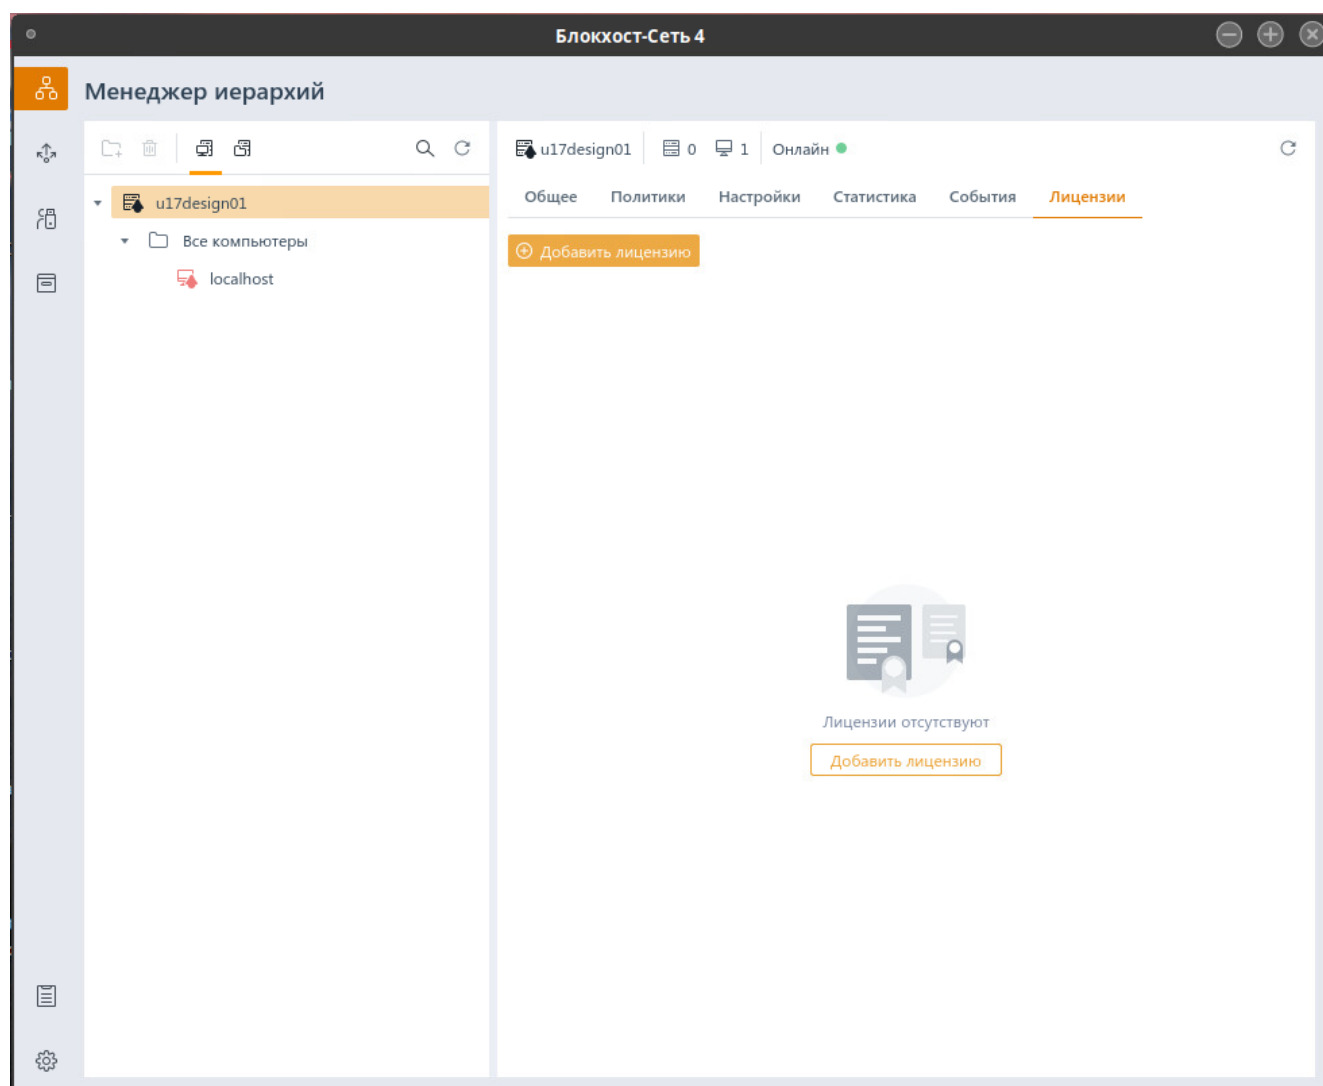 Блокхост-Сеть 4
Менеджер иерархий
u17design01
Все компьютеры
localhost
u17design01 0 1 Онлайн
Общее Политики Настройки Статистика События Лицензии
Добавить лицензию
Лицензии отсутствуют
Добавить лицензию